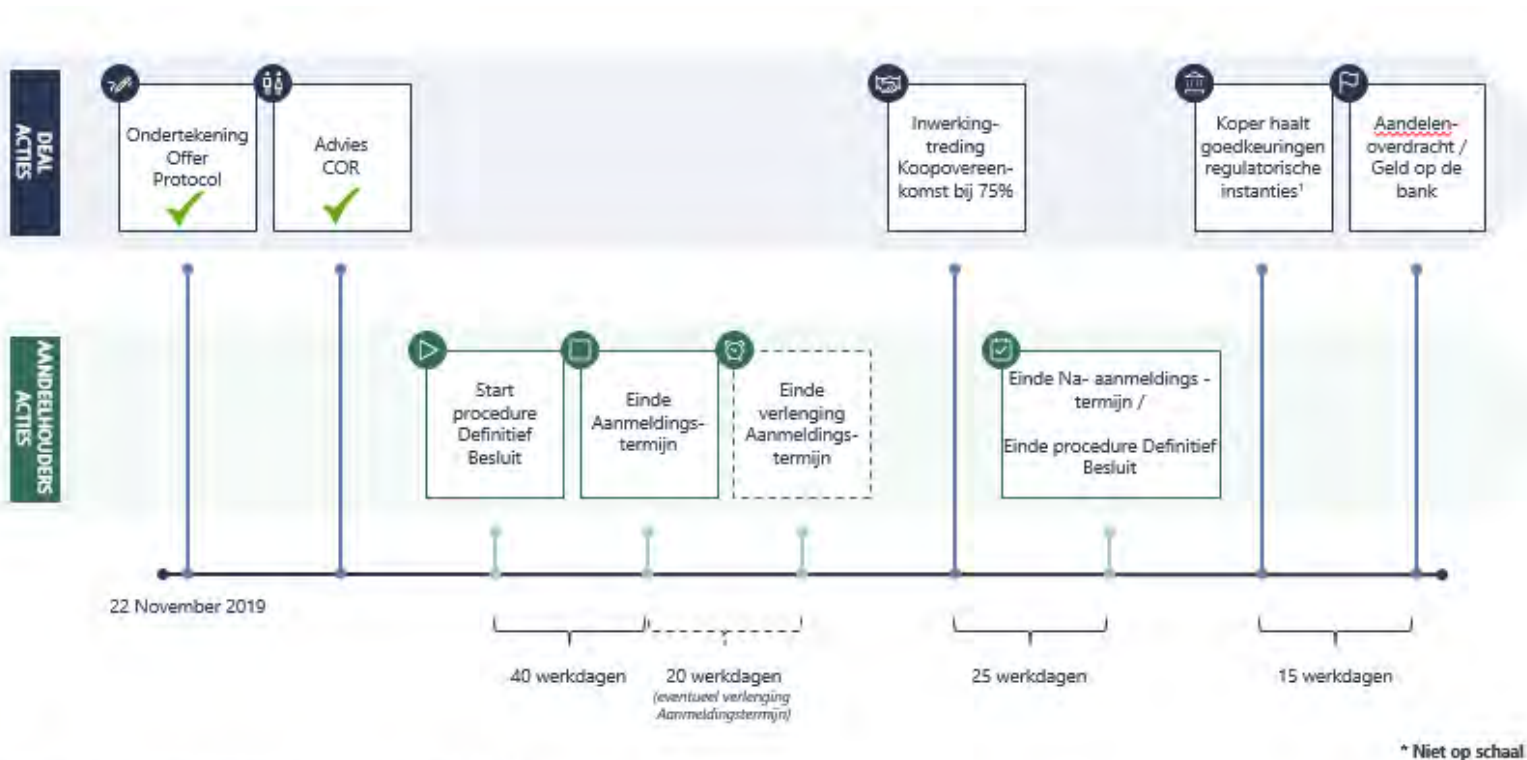 DEAL
ACTIES
Ondertekening
Offer
Protocol
Advies
COR
Inwerking-
treding
Koopovereen-
komst bij 75%
Koper haalt
goedkeuringen
regulatorische
instanties¹
Aandelen-
overdracht /
Geld op de
bank
AANDEELHOUDERS
ACTIES
Start
procedure
Definitief
Besluit
Einde
Aanmeldings-
termijn
Einde
verlenging
Aanmeldings-
termijn
Einde Na- aanmeldings -
termijn /
Einde procedure Definitief
Besluit
22 November 2019
40 werkdagen
20 werkdagen
(eventueel verlenging
Aanmeldingstermijn)
25 werkdagen
15 werkdagen
* Niet op schaal